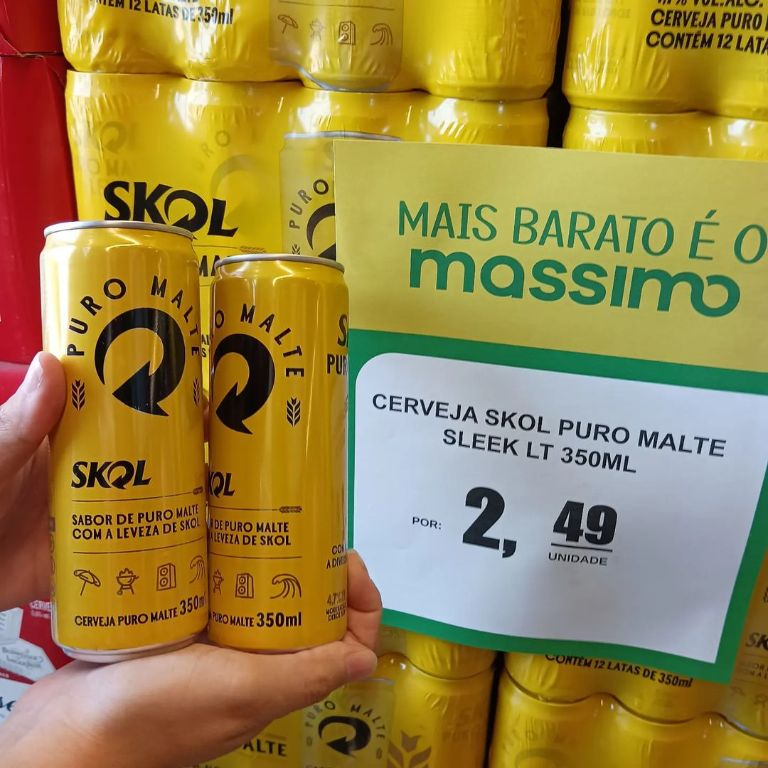 CONTÉM 12 LATAS DE 350ml
CERVEJA PURO
CONTÉM 12 LATA
SKOL
PURO
PURO MALTE
SKOL
SABOR DE PURO MALTE
COM A LEVEZA DE SKOL
CERVEJA PURO MALTE 350ml
O MALTE
KOL
DE PURO MALTE
A LEVEZA DE SKOL
PURO MALTE 350ml
MAIS BARATO É O
massimo
CERVEJA SKOL PURO MALTE
SLEEK LT 350ML
POR: 2,49
UNIDADE
CONTÉM 12 LATAS DE 350ml
PURO MALTE
ALTE